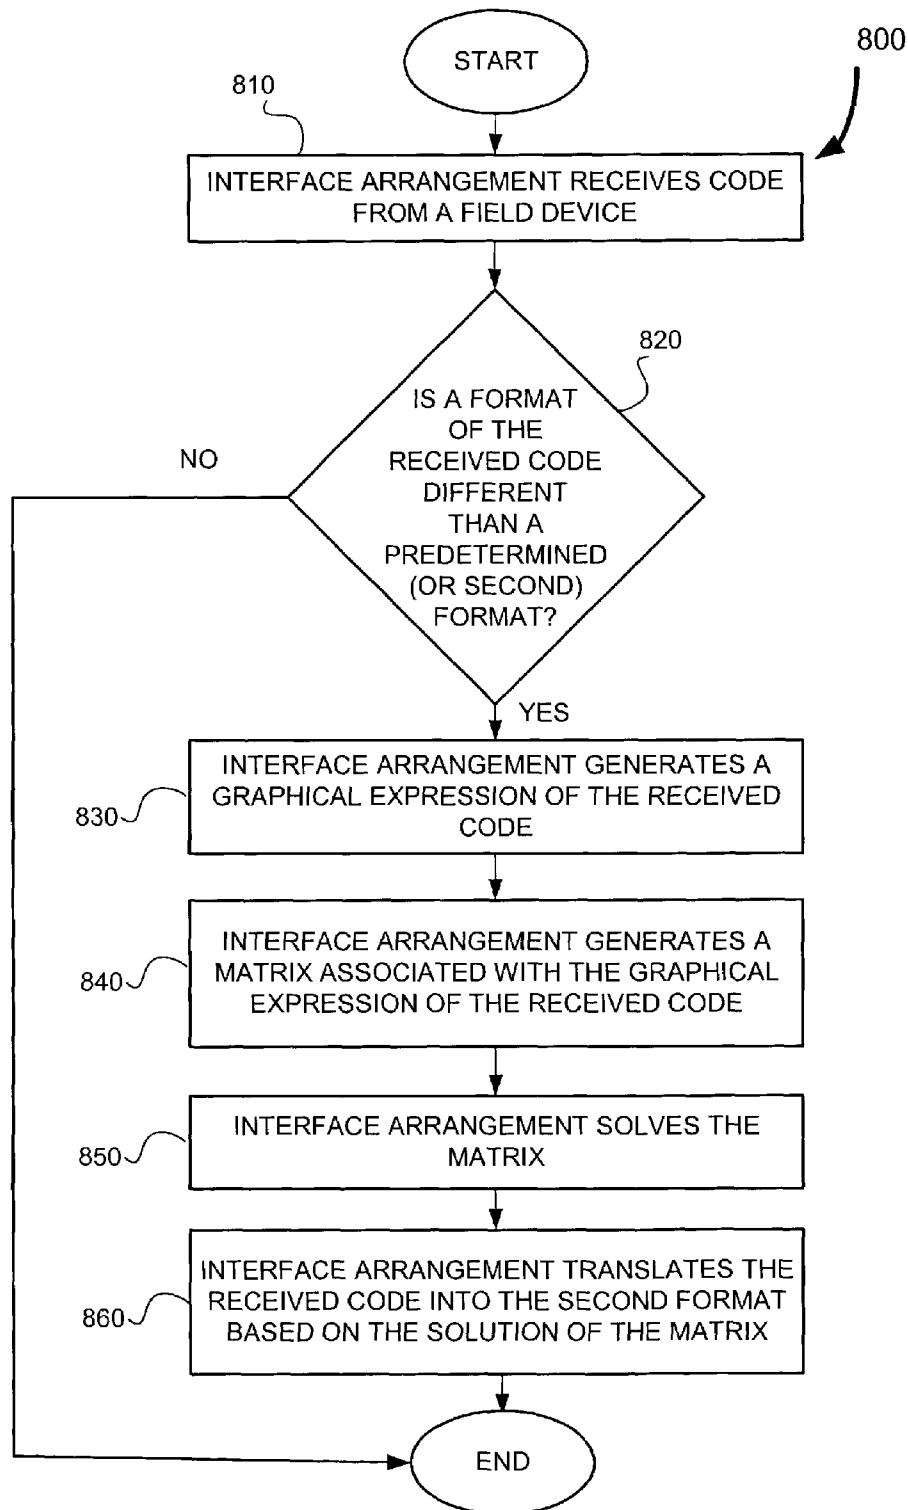 START
800
810
INTERFACE ARRANGEMENT RECEIVES CODE
FROM A FIELD DEVICE
820
IS A FORMAT
OF THE
RECEIVED CODE
DIFFERENT
THAN A
PREDETERMINED
(OR SECOND)
FORMAT?
NO
YES
INTERFACE ARRANGEMENT GENERATES A
GRAPHICAL EXPRESSION OF THE RECEIVED
CODE
830
INTERFACE ARRANGEMENT GENERATES A
MATRIX ASSOCIATED WITH THE GRAPHICAL
EXPRESSION OF THE RECEIVED CODE
840
INTERFACE ARRANGEMENT SOLVES THE
MATRIX
850
INTERFACE ARRANGEMENT TRANSLATES THE
RECEIVED CODE INTO THE SECOND FORMAT
BASED ON THE SOLUTION OF THE MATRIX
860
END